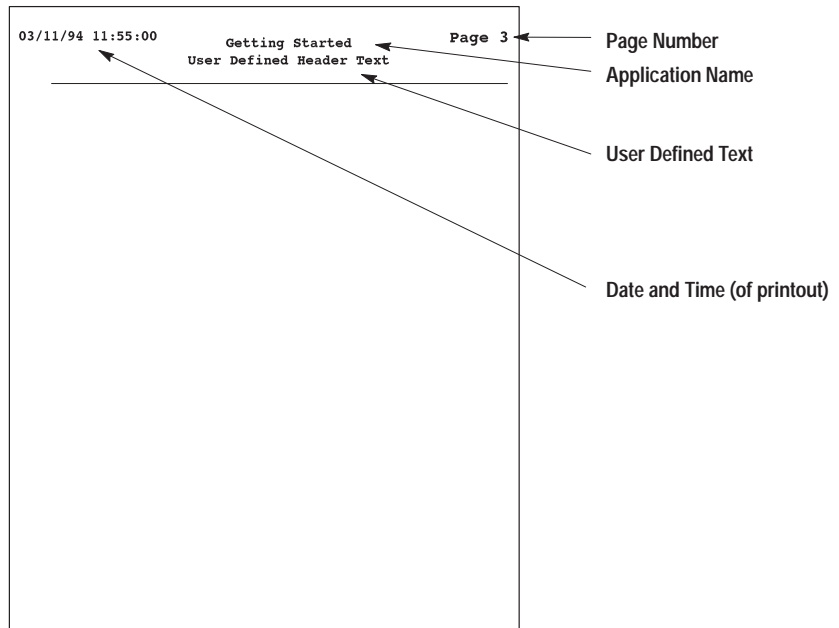 03/11/94 11:55:00
Getting Started
Page 3
User Defined Header Text
Page Number
Application Name
User Defined Text
Date and Time (of printout)